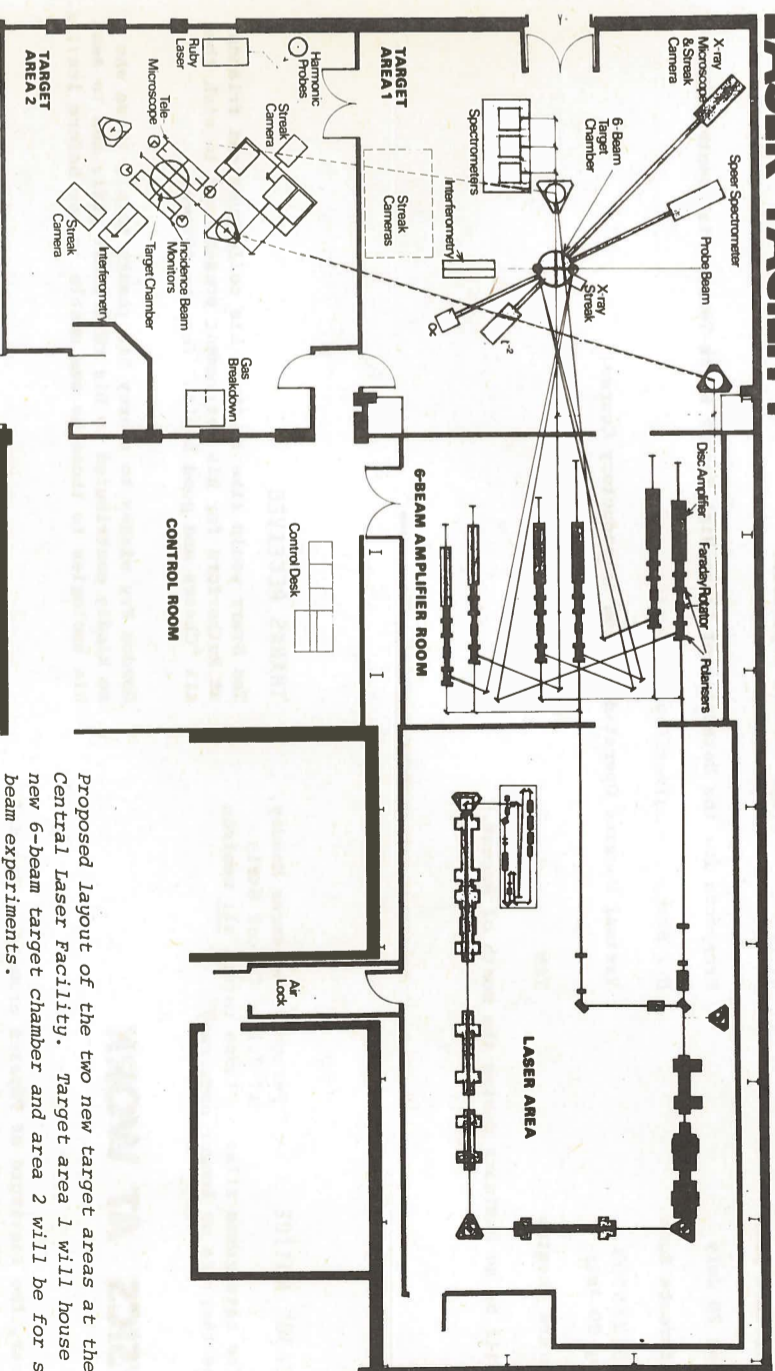 LASER FACILITY
X-ray
Microscope
& Streak
Camera
Speer Spectrometer
Probe Beam
6-Beam
Target
Chamber
X-ray
Streak
Spectrometers
Interferometry
t⁻²
α
TARGET
AREA 1
Streak
Cameras
Harmonic
Probes
Ruby
Laser
Streak
Camera
Tele-
Microscope
Incidence Beam
Monitors
Target Chamber
Interferometry
Streak
Camera
TARGET
AREA 2
Gas
Breakdown
Disc Amplifier
Faraday Rotator
Polarisers
6-BEAM AMPLIFIER ROOM
Control Desk
CONTROL ROOM
LASER AREA
Air
Lock
Proposed layout of the two new target areas at the
Central Laser Facility. Target area 1 will house
new 6-beam target chamber and area 2 will be for
beam experiments.